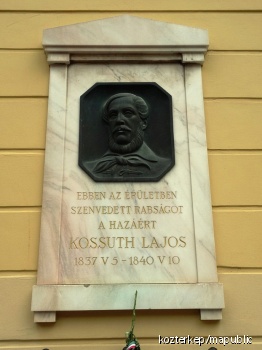 EBBEN AZ ÉPÜLETBEN
SZENVEDETT RABSÁGOT
A HAZÁÉRT
KOSSUTH LAJOS
1837 V 5 - 1840 V 10
kozterkep/mapublic